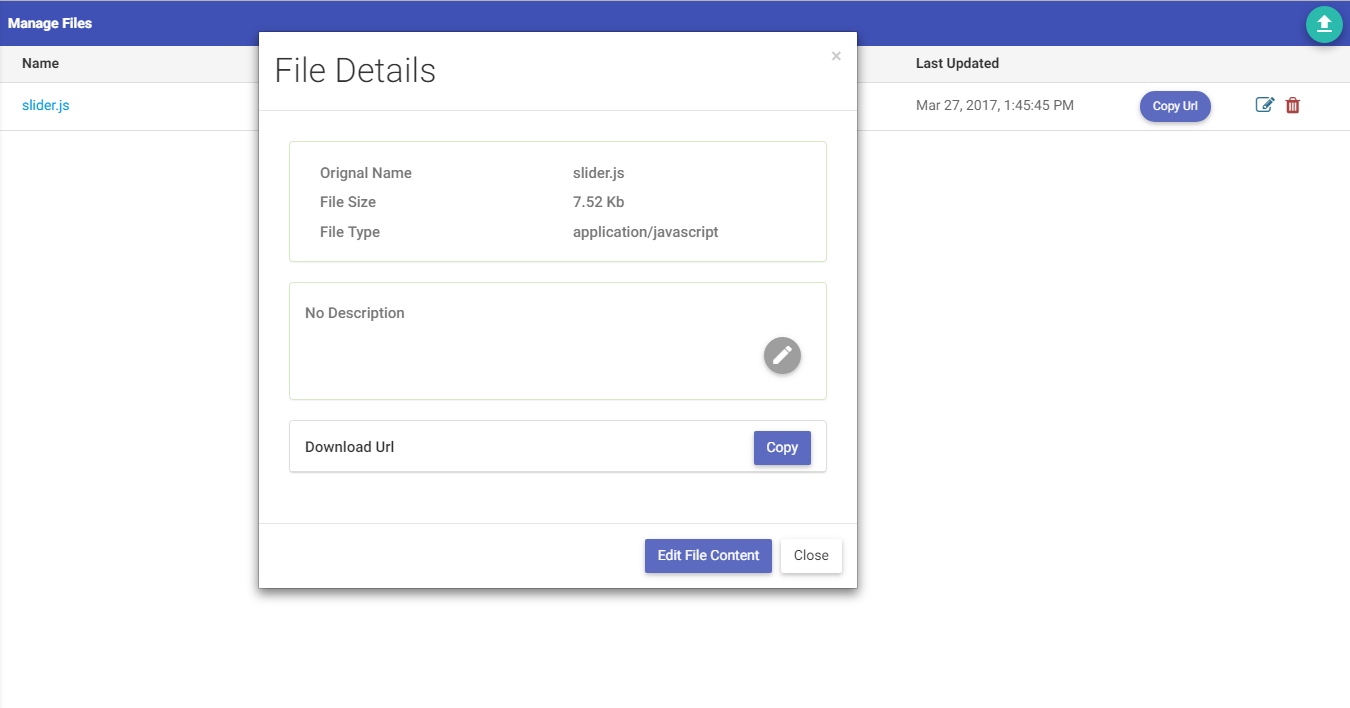 Manage Files
Name
Last Updated
slider.js
Mar 27, 2017, 1:45:45 PM
Copy Url
File Details
×
Orignal Name slider.js
File Size 7.52 Kb
File Type application/javascript
No Description
Download Url Copy
Edit File Content Close